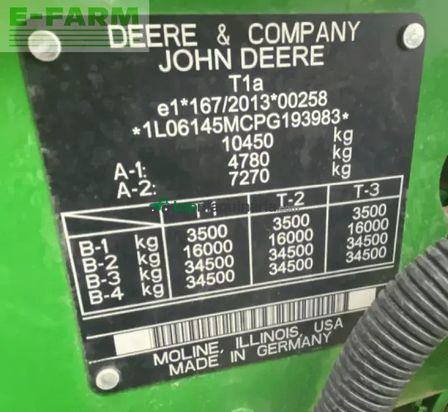 E-FARM
DEERE & COMPANY
JOHN DEERE
T1a
e1*167/2013*00258
*1L06145MCPG193983*
10450 kg
A-1: 4780 kg
A-2: 7270 kg
T-1 T-2 T-3
B-1 kg 3500 3500 3500
B-2 kg 16000 16000 16000
B-3 kg 34500 34500 34500
B-4 kg 34500 34500 34500
MOLINE, ILLINOIS, USA
MADE IN GERMANY